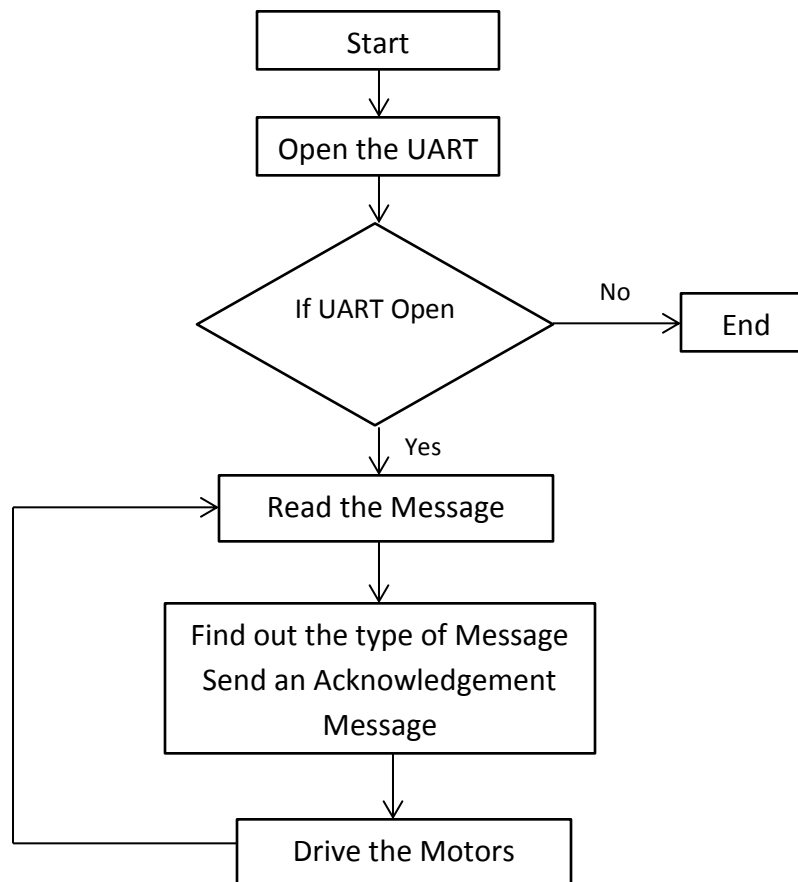 Start
Open the UART
If UART Open
No
End
Yes
Read the Message
Find out the type of Message
Send an Acknowledgement
Message
Drive the Motors